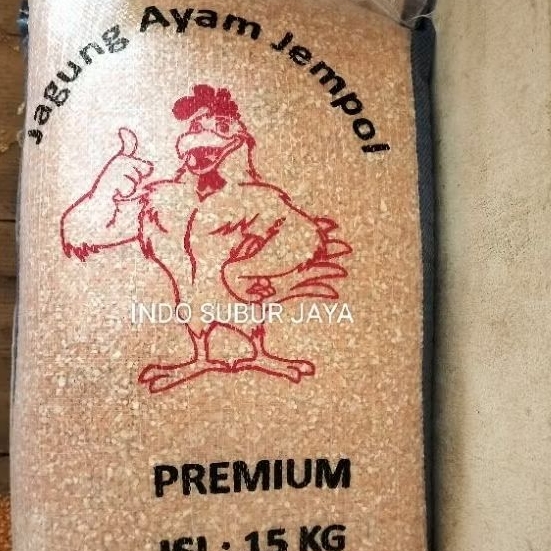 Jagung Ayam Jempol
INDO SUBUR JAYA
PREMIUM
ISI : 15 KG